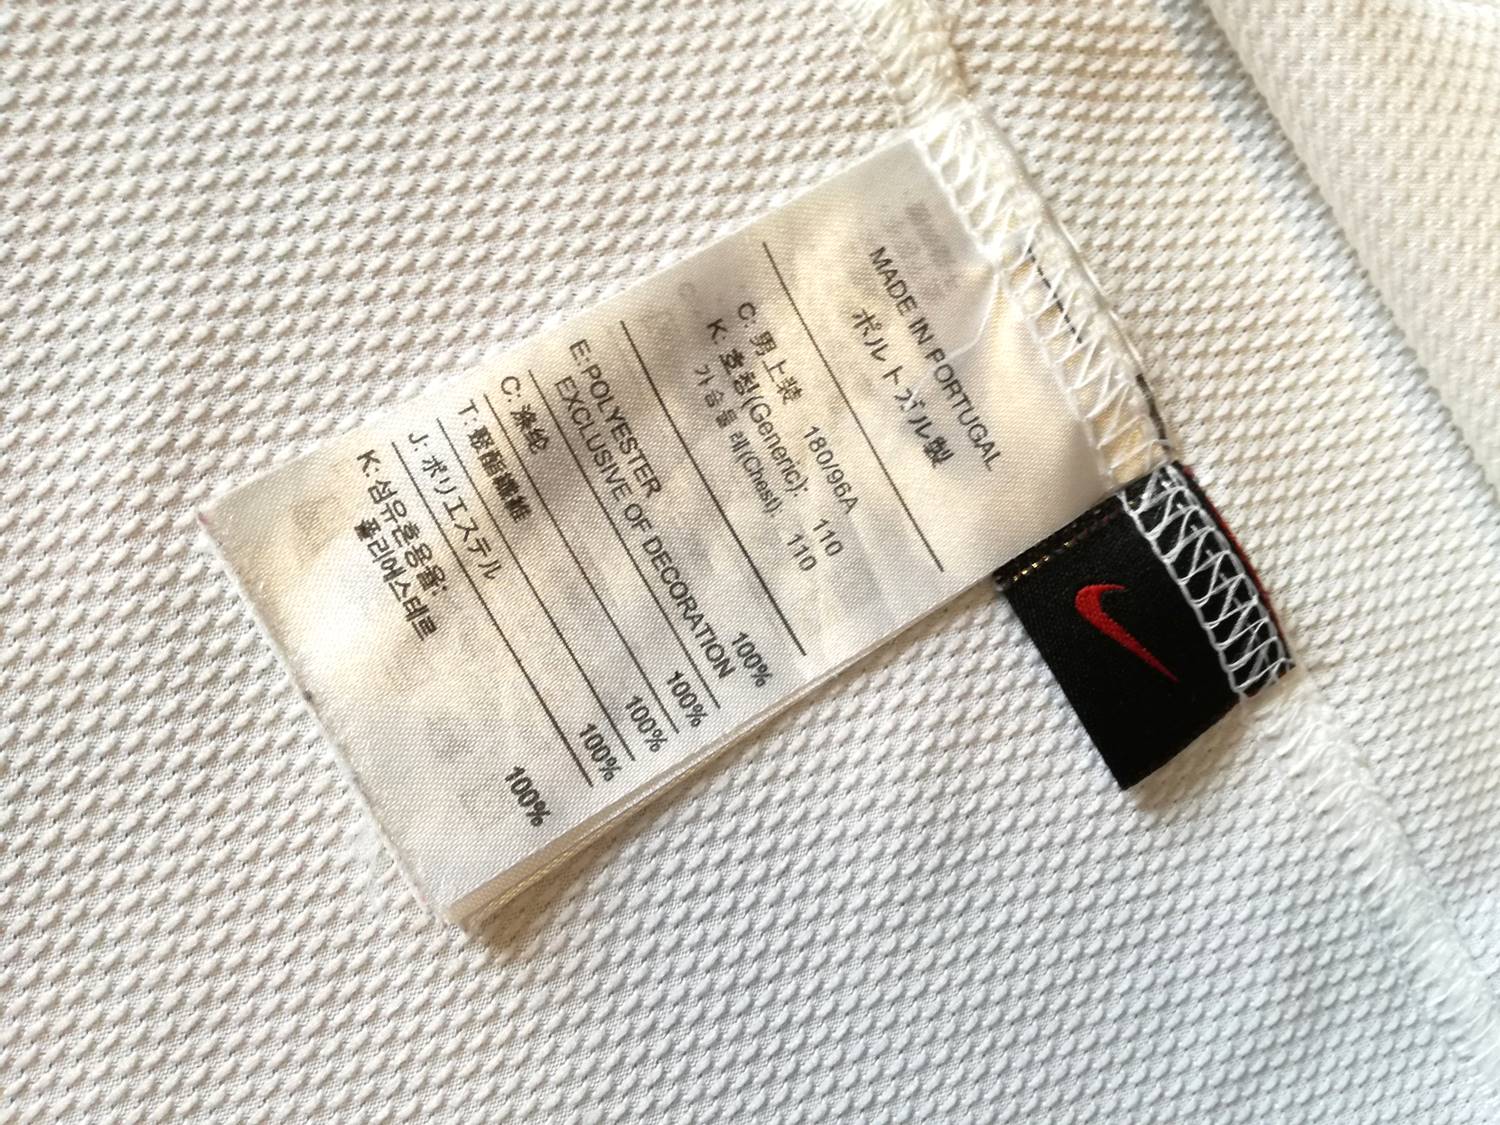 MADE IN PORTUGAL
ポルトガル製
C: 男上裝 180/96A
K: 호칭(Generic): 110
가슴둘레(Chest): 110
E: POLYESTER 100%
EXCLUSIVE OF DECORATION
C: 涤纶 100%
T: 聚酯纖維 100%
J: ポリエステル 100%
K: 섬유혼용율:
폴리에스테르 100%